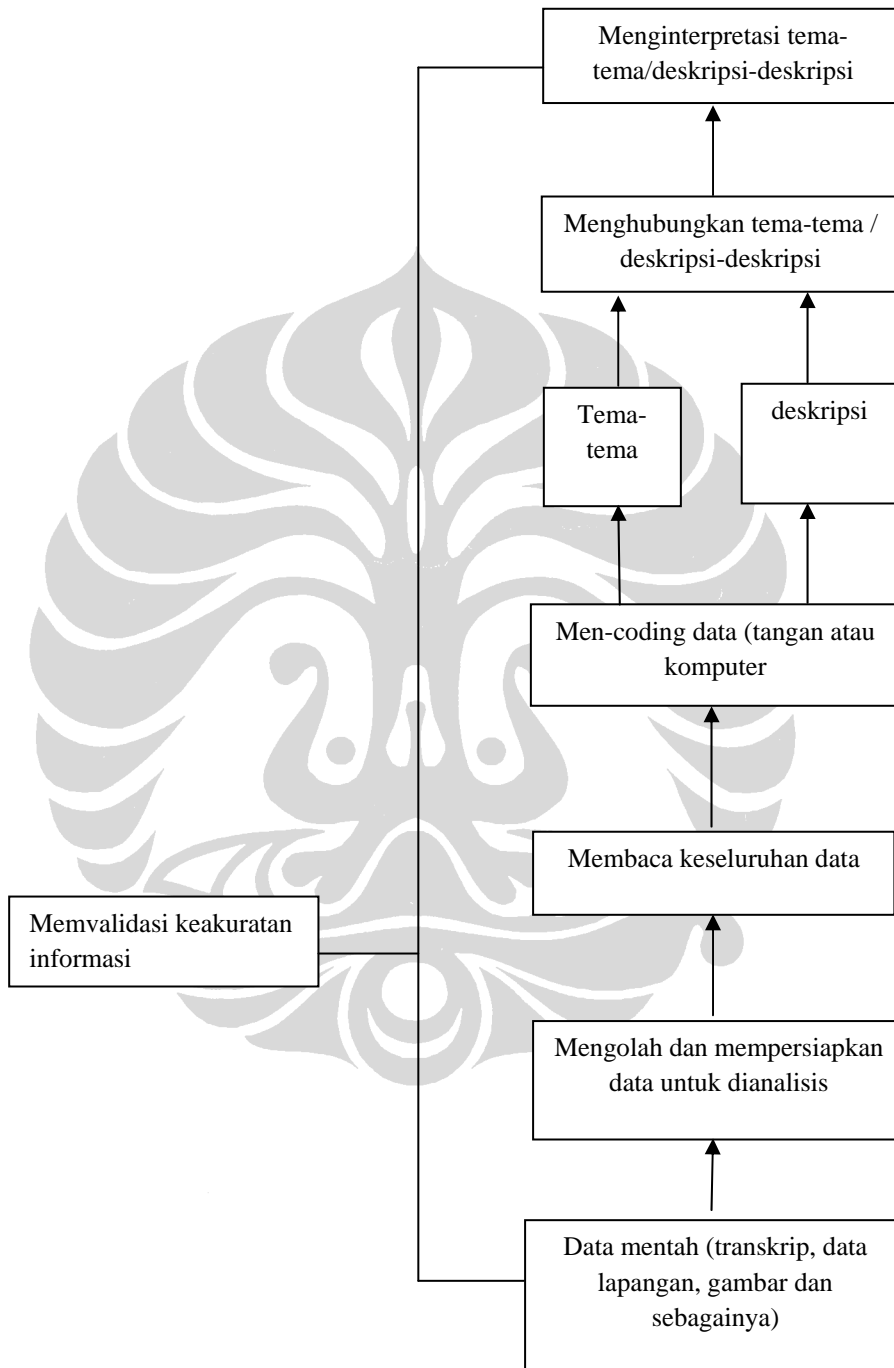 Menginterpretasi tema-
tema/deskripsi-deskripsi
Menghubungkan tema-tema /
deskripsi-deskripsi
Tema-
tema
deskripsi
Men-coding data (tangan atau
komputer
Membaca keseluruhan data
Memvalidasi keakuratan
informasi
Mengolah dan mempersiapkan
data untuk dianalisis
Data mentah (transkrip, data
lapangan, gambar dan
sebagainya)